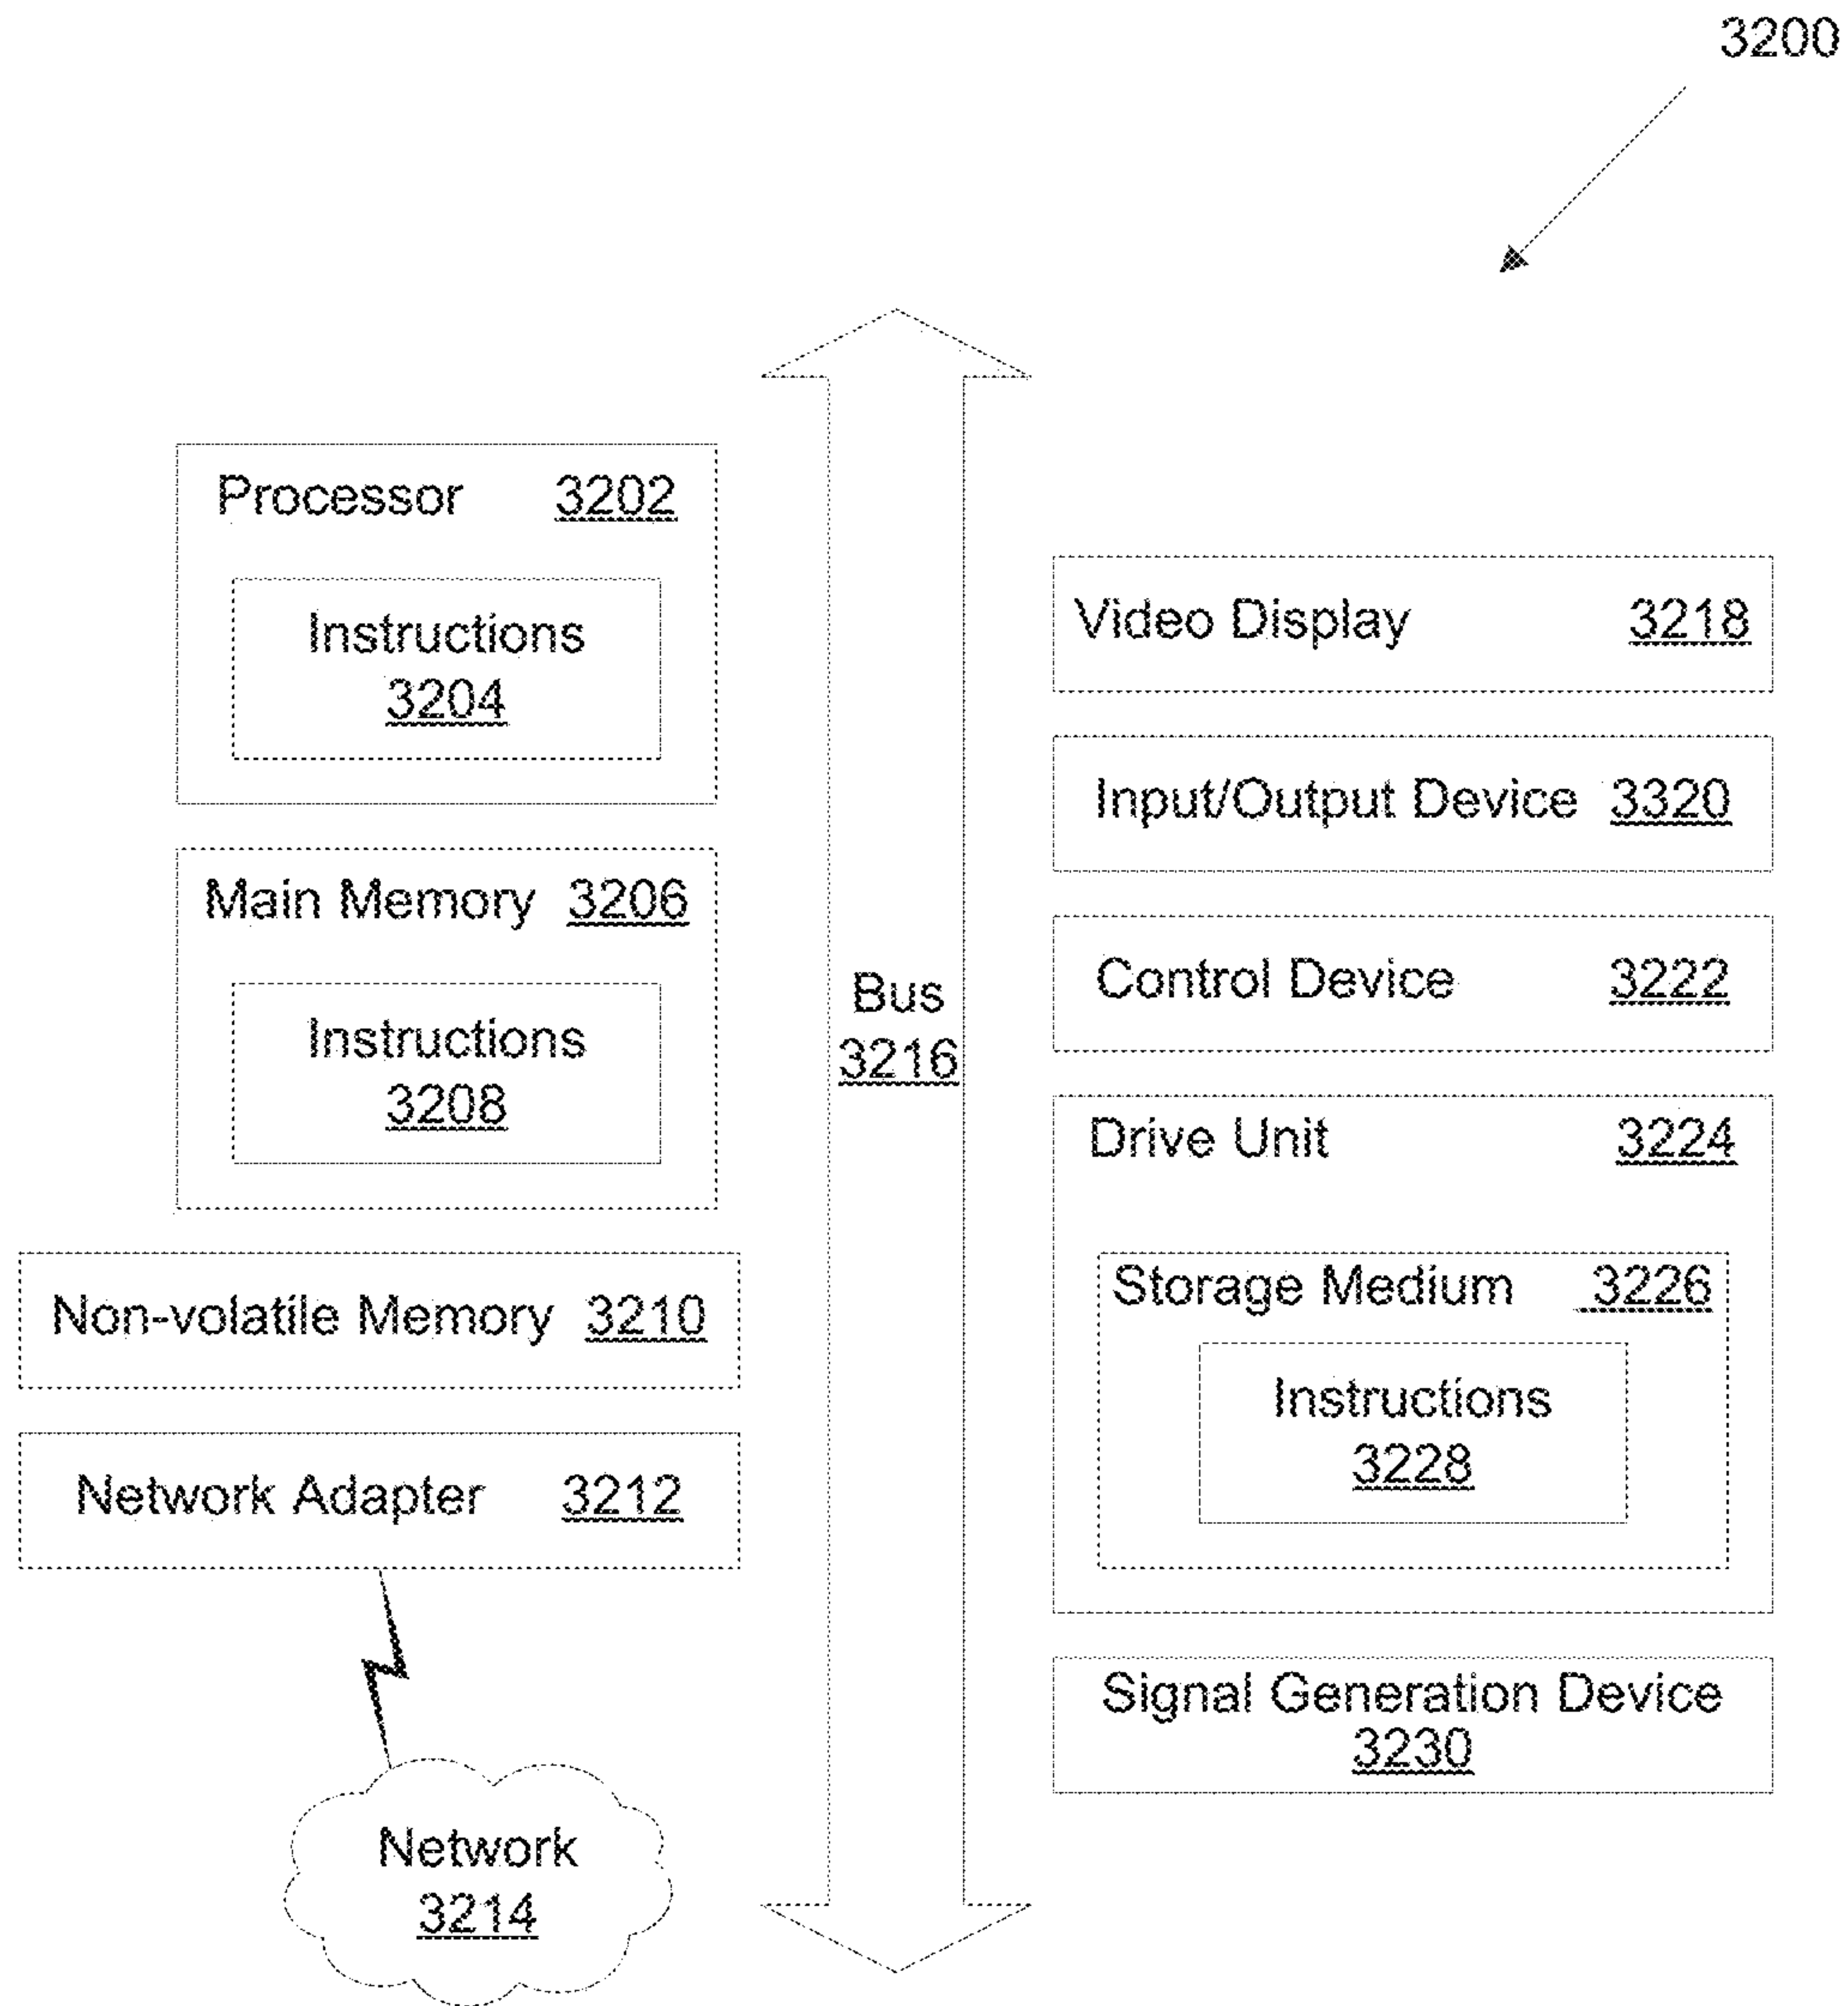 3200
Processor 3202
Instructions
3204
Main Memory 3206
Instructions
3208
Non-volatile Memory 3210
Network Adapter 3212
Network
3214
Bus
3216
Video Display 3218
Input/Output Device 3320
Control Device 3222
Drive Unit 3224
Storage Medium 3226
Instructions
3228
Signal Generation Device
3230